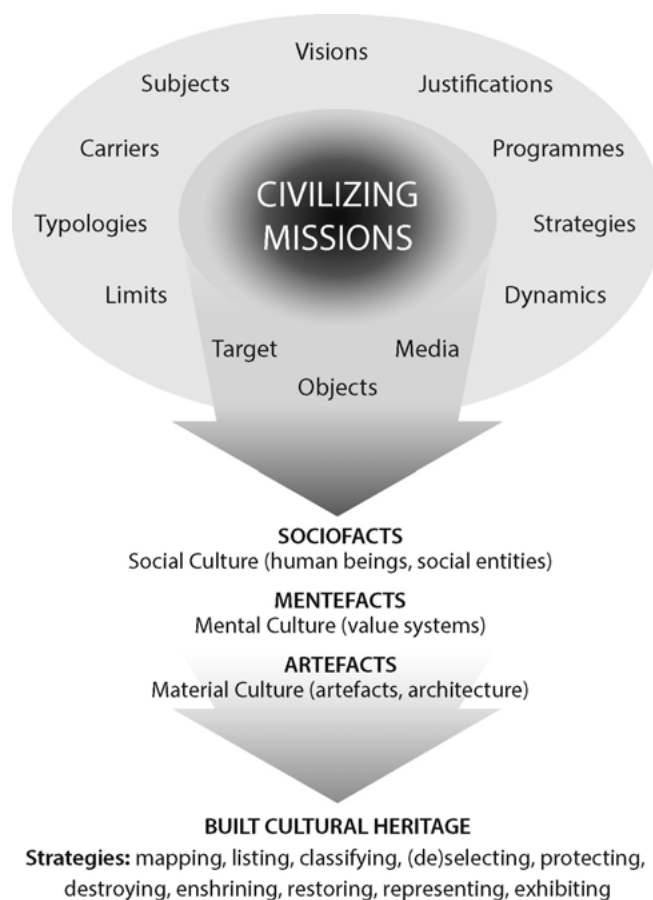 Visions
Subjects
Justifications
Carriers
Programmes
CIVILIZING
MISSIONS
Typologies
Strategies
Limits
Dynamics
Target
Media
Objects
SOCIOFACTS
Social Culture (human beings, social entities)
MENTEFACTS
Mental Culture (value systems)
ARTEFACTS
Material Culture (artefacts, architecture)
BUILT CULTURAL HERITAGE
Strategies: mapping, listing, classifying, (de)selecting, protecting,
destroying, enshrining, restoring, representing, exhibiting